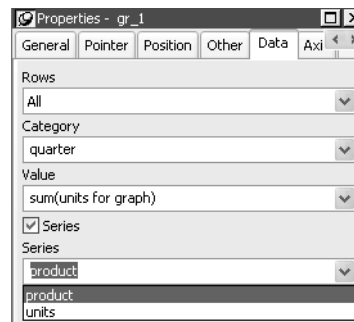 Properties - gr_1
General Pointer Position Other Data Axi
Rows
All
Category
quarter
Value
sum(units for graph)
Series
Series
product
product
units